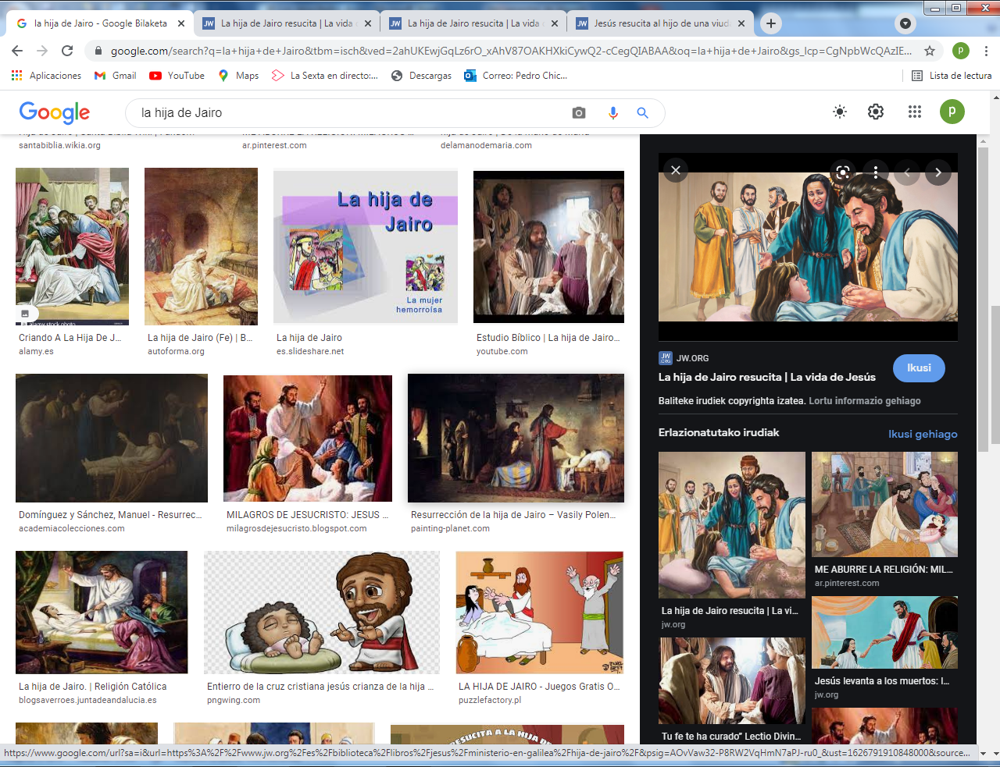 la hija de Jairo - Google Bilaketa
La hija de Jairo resucita | La vida
La hija de Jairo resucita | La vida
Jesús resucita al hijo de una viud
google.com/search?q=la+hija+de+Jairo&tbm=isch&ved=2ahUKEwjGqLz6rO_xAhV87OAKHXkiCywQ2-cCegQIABAA&oq=la+hija+de+Jairo&gs_lcp=CgNpbWcQAzIE...
p
Aplicaciones
Gmail
YouTube
Maps
La Sexta en directo:...
Descargas
Correo: Pedro Chic...
Lista de lectura
Google
la hija de Jairo
p
santabiblia.wikia.org
ar.pinterest.com
delamanodemaria.com
La hija de
Jairo
La mujer
hemorroísa
alamy stock photo
Criando A La Hija De J...
alamy.es
La hija de Jairo (Fe) | B...
autoforma.org
La hija de Jairo
es.slideshare.net
Estudio Bíblico | La hija de Jairo...
youtube.com
Domínguez y Sánchez, Manuel - Resurrec...
academiacolecciones.com
MILAGROS DE JESUCRISTO: JESUS ...
milagrosdejesucristo.blogspot.com
Resurrección de la hija de Jairo – Vasily Polen...
painting-planet.com
La hija de Jairo. | Religión Católica
blogsaverroes.juntadeandalucia.es
Entierro de la cruz cristiana jesús crianza de la hija ...
pngwing.com
LA HIJA DE JAIRO - Juegos Gratis O...
puzzlefactory.pl
RESUCITA A LA HIJA DE
JW.ORG
JW.ORG
La hija de Jairo resucita | La vida de Jesús
Ikusi
Baliteke irudiek copyrighta izatea. Lortu informazio gehiago
Erlazionatutako irudiak
Ikusi gehiago
La hija de Jairo resucita | La vi...
jw.org
ME ABURRE LA RELIGIÓN: MIL...
ar.pinterest.com
Jesús levanta a los muertos: l...
jw.org
Tu fe te ha curado" Lectio Divin...
https://www.google.com/url?sa=i&url=https%3A%2F%2Fwww.jw.org%2Fes%2Fbiblioteca%2Flibros%2Fjesus%2Fministerio-en-galilea%2Fhija-de-jairo%2F&psig=AOvVaw32-P8RW2VqHmN7aPJ-ru0_&ust=1626791910848000&source...